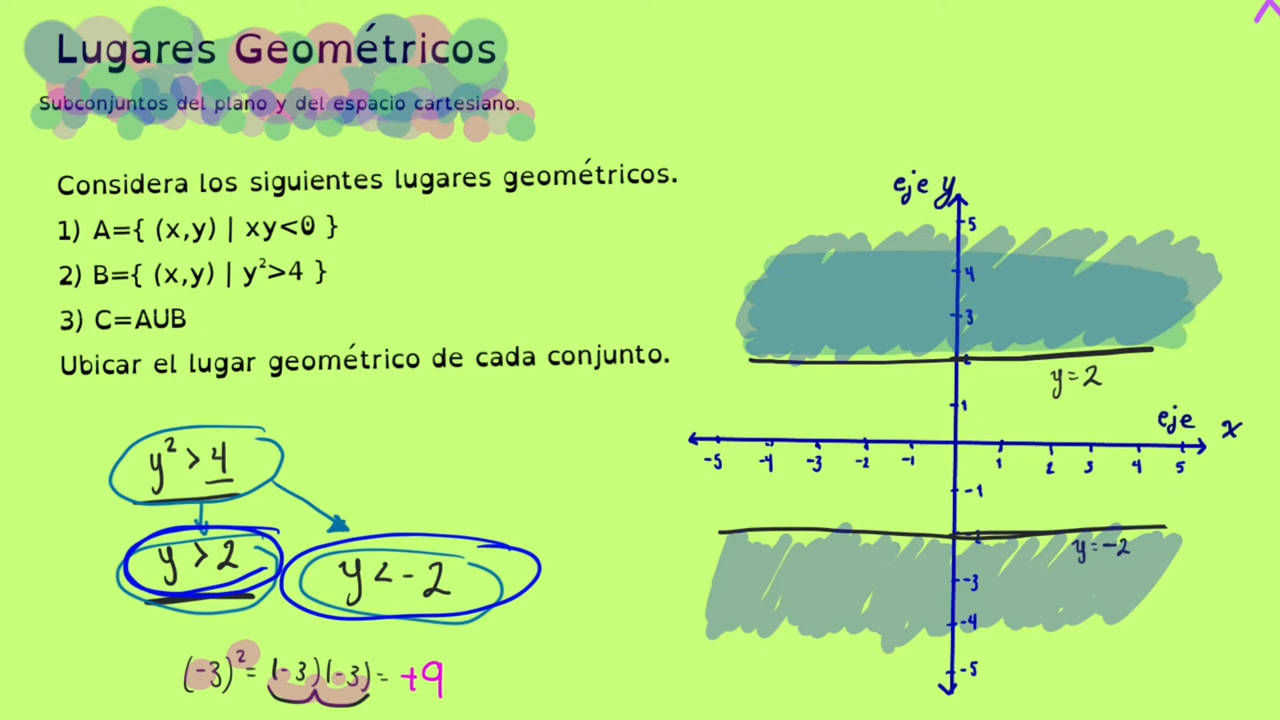 Lugares Geométricos
Subconjuntos del plano y del espacio cartesiano.
Considera los siguientes lugares geométricos.
1) A={ (x,y) | xy<0 }
2) B={ (x,y) | y²>4 }
3) C=AUB
Ubicar el lugar geométrico de cada conjunto.
y² > 4
y > 2
y < -2
(-3)² = (-3)(-3) = +9
eje y
5
4
3
y = 2
1
eje x
-5 -4 -3 -2 -1 1 2 3 4 5
-1
y = -2
-3
-4
-5